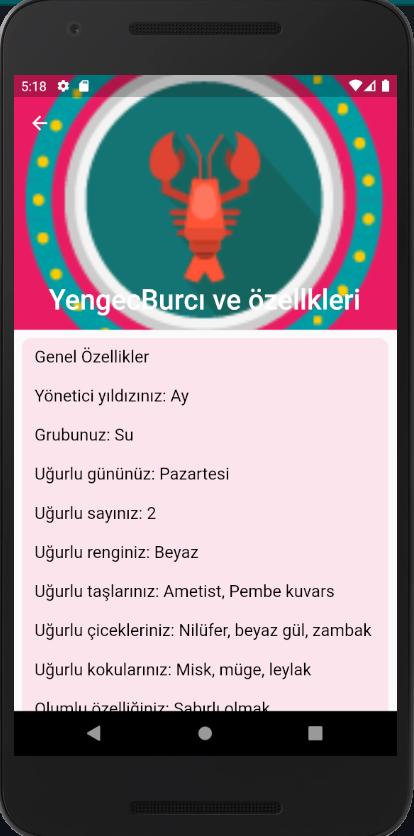 5:18
YengecBurcı ve özellkleri
Genel Özellikler
Yönetici yıldızınız: Ay
Grubunuz: Su
Uğurlu gününüz: Pazartesi
Uğurlu sayınız: 2
Uğurlu renginiz: Beyaz
Uğurlu taşlarınız: Ametist, Pembe kuvars
Uğurlu çicekleriniz: Nilüfer, beyaz gül, zambak
Uğurlu kokularınız: Misk, müge, leylak
Olumlu özelliğiniz: Sabırlı olmak